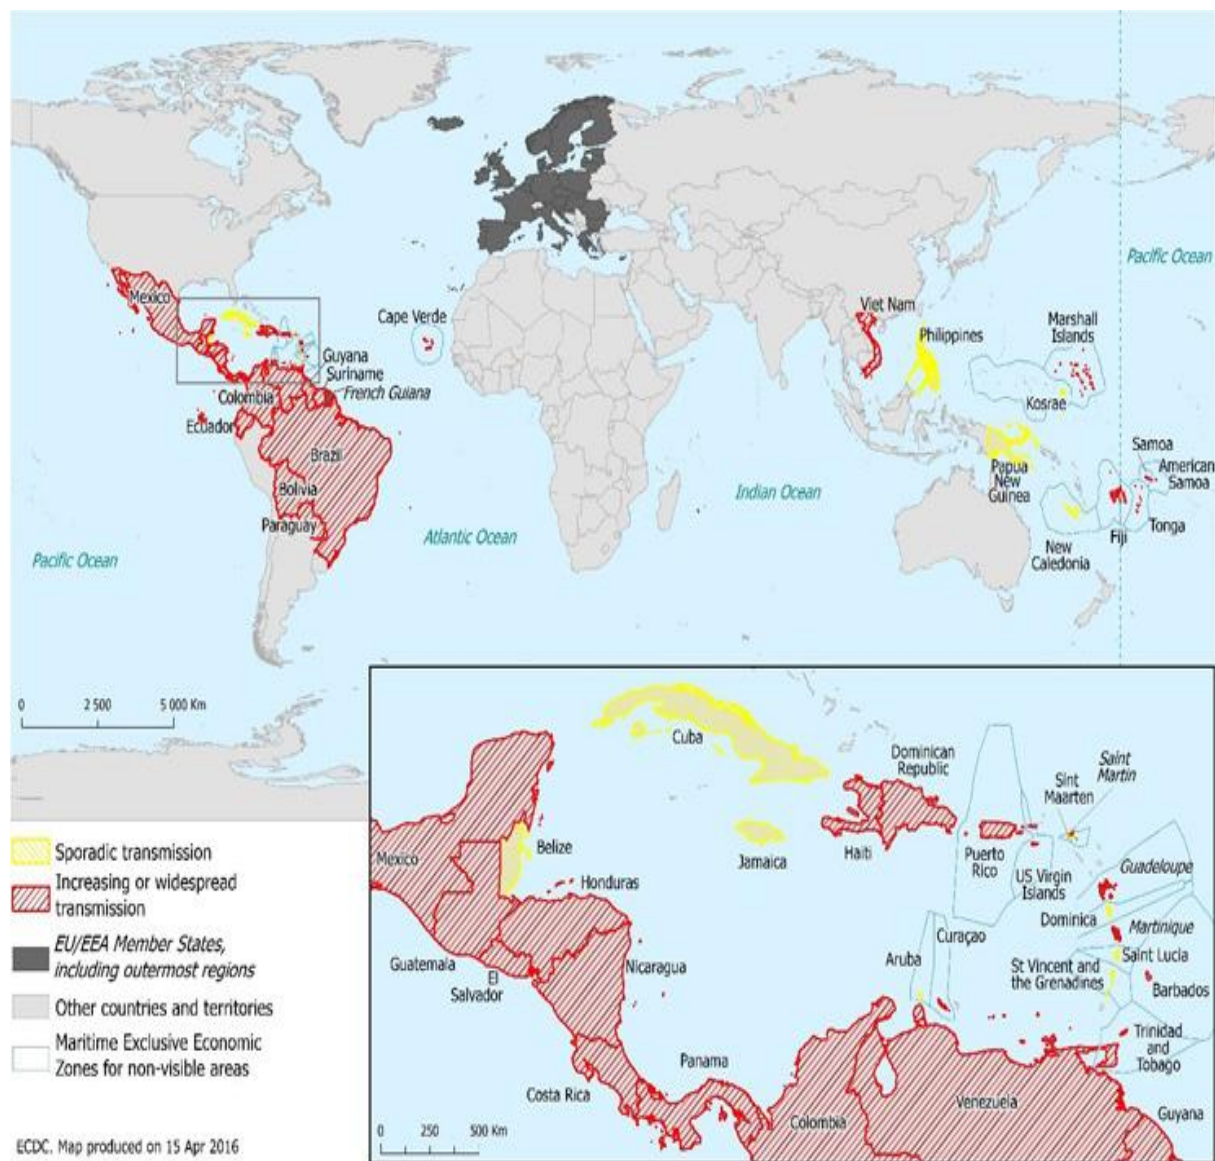 Pacific Ocean
Mexico
Cape Verde
Viet Nam
Philippines
Marshall
Islands
Guyana
Suriname
French Guiana
Colombia
Kosrae
Ecuador
Brazil
Samoa
American
Samoa
Papua
New
Guinea
Bolivia
Indian Ocean
Paraguay
Tonga
Fiji
Atlantic Ocean
New
Caledonia
Pacific Ocean
0 2 500 5 000 Km
Cuba
Dominican
Republic
Saint
Martin
Sint
Maarten
Mexico
Belize
Jamaica
Haiti
Puerto
Rico
US Virgin
Islands
Guadeloupe
Honduras
Dominica
Martinique
Curaçao
Saint Lucia
Aruba
St Vincent and
the Grenadines
Guatemala
El
Salvador
Nicaragua
Barbados
Trinidad
and
Tobago
Panama
Costa Rica
Venezuela
Colombia
Guyana
0 250 500 Km
Sporadic transmission
Increasing or widespread
transmission
EU/EEA Member States,
including outermost regions
Other countries and territories
Maritime Exclusive Economic
Zones for non-visible areas
ECDC. Map produced on 15 Apr 2016